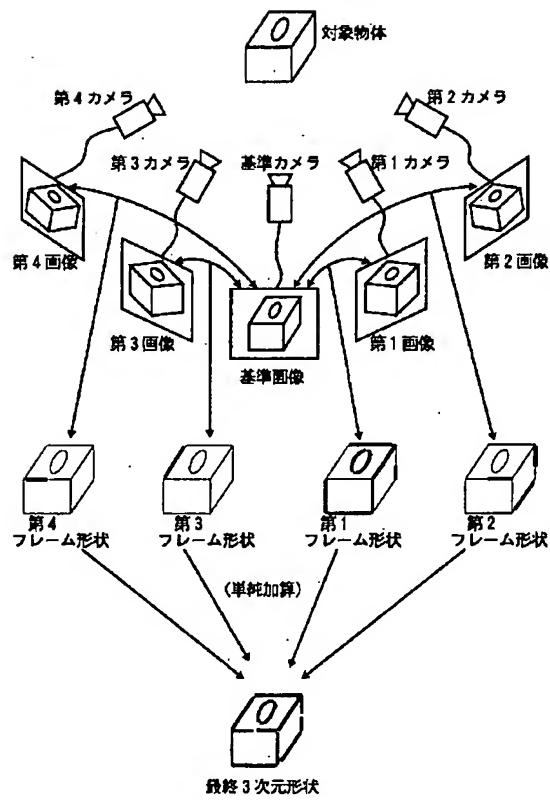 対象物体
第4カメラ
第2カメラ
第3カメラ
基準カメラ
第1カメラ
第4画像
第2画像
第3画像
第1画像
基準画像
第4
フレーム形状
第3
フレーム形状
第1
フレーム形状
第2
フレーム形状
(単純加算)
最終3次元形状